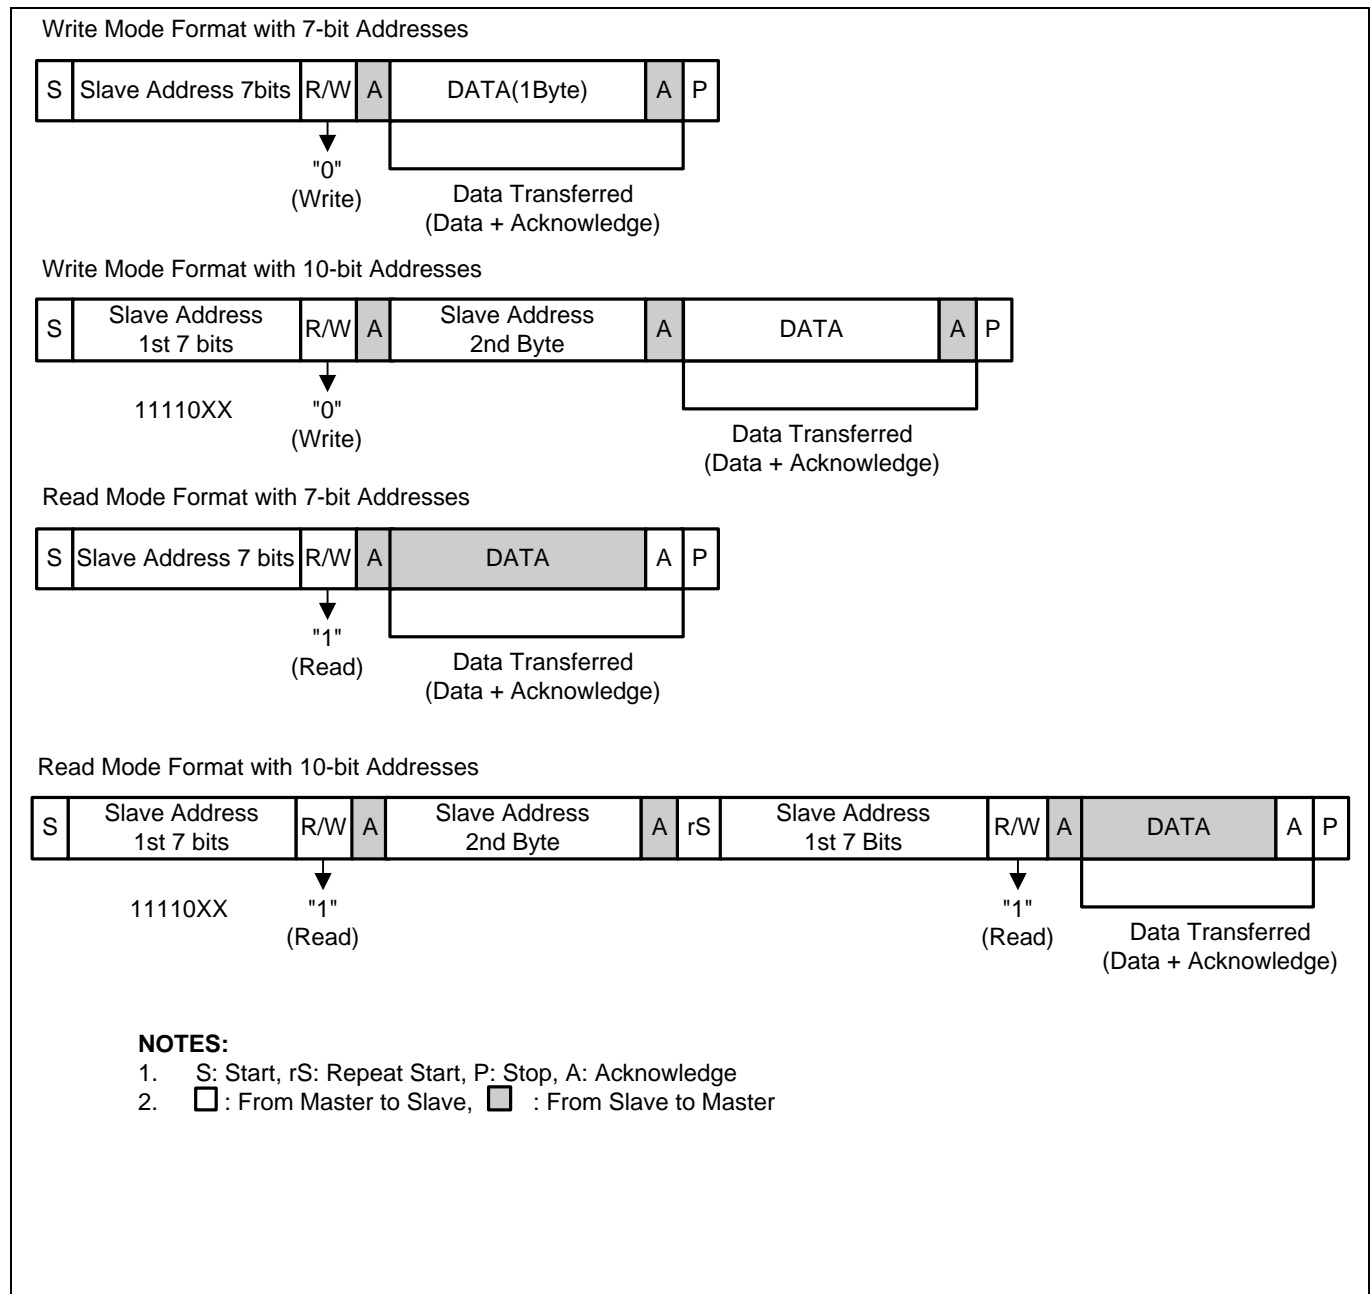 Write Mode Format with 7-bit Addresses
S Slave Address 7bits R/W A DATA(1Byte) A P
"0"
(Write)
Data Transferred
(Data + Acknowledge)
Write Mode Format with 10-bit Addresses
S Slave Address
1st 7 bits R/W A Slave Address
2nd Byte A DATA A P
11110XX "0"
(Write)
Data Transferred
(Data + Acknowledge)
Read Mode Format with 7-bit Addresses
S Slave Address 7 bits R/W A DATA A P
"1"
(Read)
Data Transferred
(Data + Acknowledge)
Read Mode Format with 10-bit Addresses
S Slave Address
1st 7 bits R/W A Slave Address
2nd Byte A rS Slave Address
1st 7 Bits R/W A DATA A P
11110XX "1"
(Read)
"1"
(Read)
Data Transferred
(Data + Acknowledge)
NOTES:
1. S: Start, rS: Repeat Start, P: Stop, A: Acknowledge
2. : From Master to Slave, : From Slave to Master